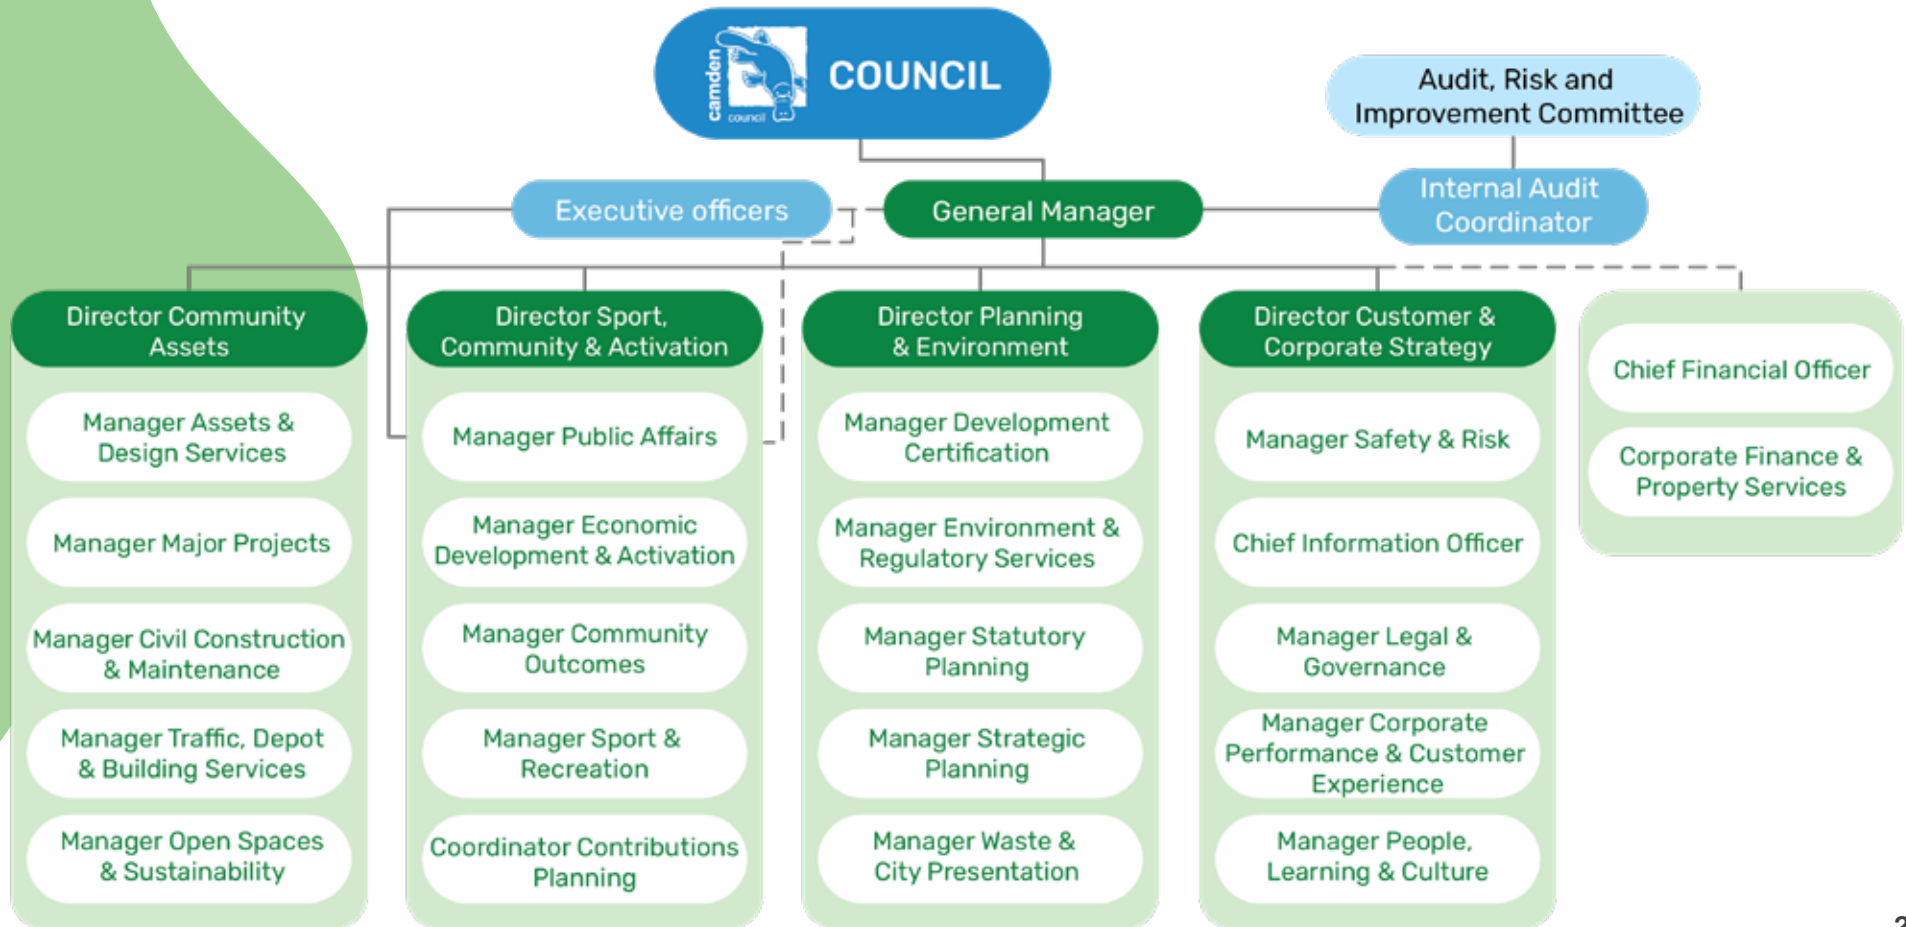 camden
council
COUNCIL
Audit, Risk and
Improvement Committee
Executive officers
General Manager
Internal Audit
Coordinator
Director Community
Assets
Manager Assets &
Design Services
Manager Major Projects
Manager Civil Construction
& Maintenance
Manager Traffic, Depot
& Building Services
Manager Open Spaces
& Sustainability
Director Sport,
Community & Activation
Manager Public Affairs
Manager Economic
Development & Activation
Manager Community
Outcomes
Manager Sport &
Recreation
Coordinator Contributions
Planning
Director Planning
& Environment
Manager Development
Certification
Manager Environment &
Regulatory Services
Manager Statutory
Planning
Manager Strategic
Planning
Manager Waste &
City Presentation
Director Customer &
Corporate Strategy
Manager Safety & Risk
Chief Information Officer
Manager Legal &
Governance
Manager Corporate
Performance & Customer
Experience
Manager People,
Learning & Culture
Chief Financial Officer
Corporate Finance &
Property Services